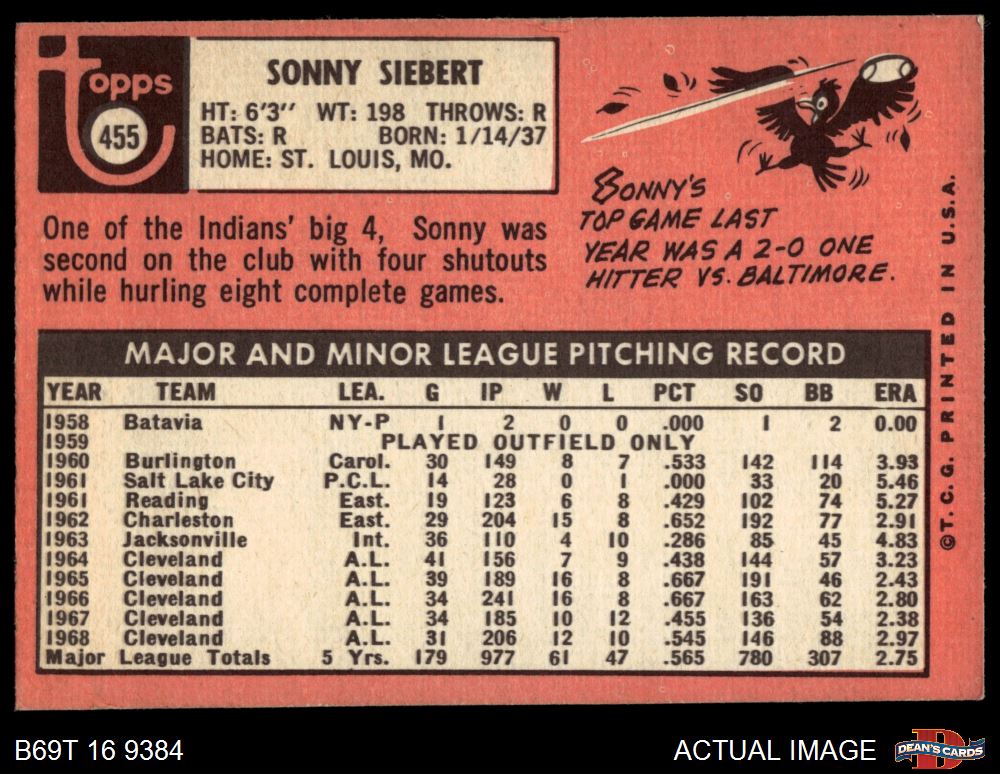 Topps
455
SONNY SIEBERT
HT: 6'3" WT: 198 THROWS: R
BATS: R BORN: 1/14/37
HOME: ST. LOUIS, MO.
One of the Indians' big 4, Sonny was
second on the club with four shutouts
while hurling eight complete games.
SONNY'S
TOP GAME LAST
YEAR WAS A 2-0 ONE
HITTER VS. BALTIMORE.
©T. C. G. PRINTED IN U.S.A.
MAJOR AND MINOR LEAGUE PITCHING RECORD
YEAR TEAM LEA. G IP W L PCT SO BB ERA
1958 Batavia NY-P 1 2 0 0 .000 1 2 0.00
1959 PLAYED OUTFIELD ONLY
1960 Burlington Carol. 30 149 8 7 .533 142 114 3.93
1961 Salt Lake City P.C.L. 14 28 0 1 .000 33 20 5.46
1961 Reading East. 19 123 6 8 .429 102 74 5.27
1962 Charleston East. 29 204 15 8 .652 192 77 2.91
1963 Jacksonville Int. 36 110 4 10 .286 85 45 4.83
1964 Cleveland A.L. 41 156 7 9 .438 144 57 3.23
1965 Cleveland A.L. 39 189 16 8 .667 191 46 2.43
1966 Cleveland A.L. 34 241 16 8 .667 163 62 2.80
1967 Cleveland A.L. 34 185 10 12 .455 136 54 2.38
1968 Cleveland A.L. 31 206 12 10 .545 146 88 2.97
Major League Totals 5 Yrs. 179 977 61 47 .565 780 307 2.75
B69T 16 9384
ACTUAL IMAGE
DEAN'S CARDS